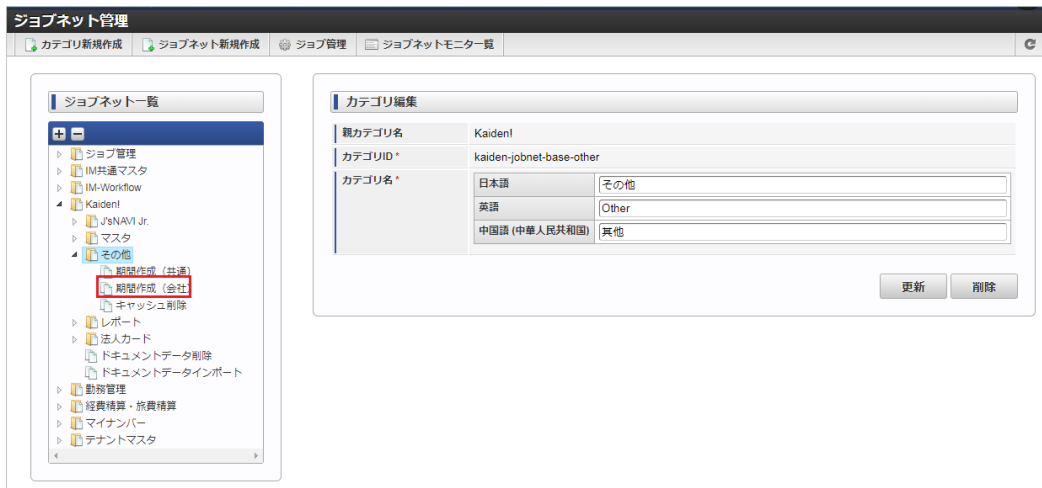 ジョブネット管理
カテゴリ新規作成 ジョブネット新規作成 ジョブ管理 ジョブネットモニター覧
ジョブネット一覧
ジョブ管理
IM共通マスタ
IM-Workflow
Kaiden!
J'sNAVI Jr.
マスタ
その他
期間作成（共通）
期間作成（会社）
キャッシュ削除
レポート
法人カード
ドキュメントデータ削除
ドキュメントデータインポート
勤務管理
経費精算・旅費精算
マイナンバー
テナントマスタ
カテゴリ編集
親カテゴリ名 Kaiden!
カテゴリID * kaiden-jobnet-base-other
カテゴリ名 * 日本語 その他
英語 Other
中国語 (中華人民共和国)其他
更新 削除